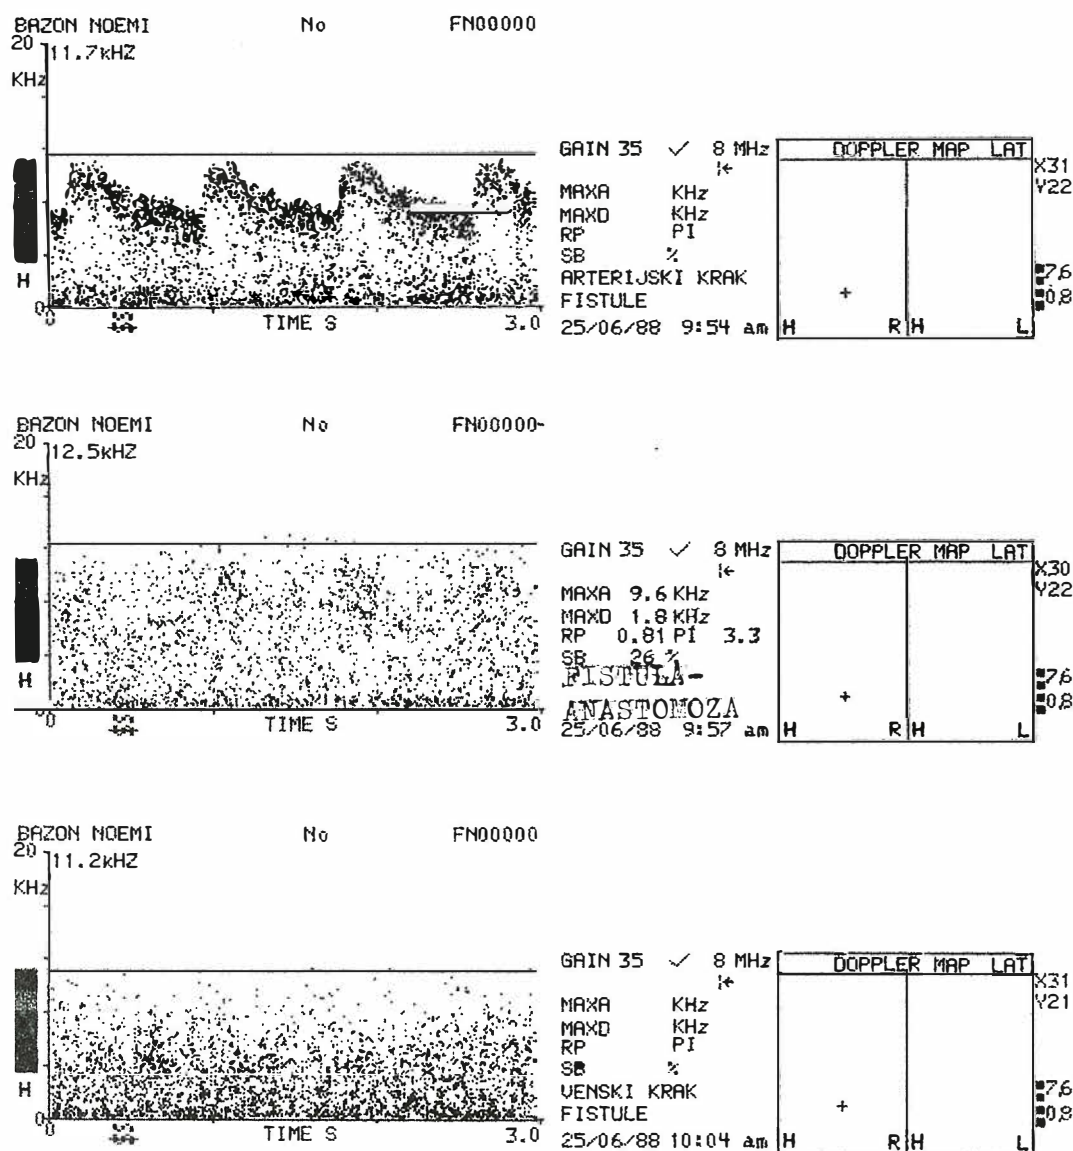 BAZON NOEMI No FN00000
20 11.7kHZ
KHz
H
0
0 TIME S 3.0
GAIN 35 ✓ 8 MHz
MAXA KHz
MAXD KHz
RP PI
SB %
ARTERIJSKI KRAK
FISTULE
25/06/88 9:54 am
DOPPLER MAP LAT
X31
Y22
7,6
0,8
H R H L
BAZON NOEMI No FN00000-
20 12.5kHZ
KHz
H
0 TIME S 3.0
GAIN 35 ✓ 8 MHz
MAXA 9.6 KHz
MAXD 1.8 KHz
RP 0.81 PI 3.3
SB 26 %
FISTULA-
ANASTOMOZA
25/06/88 9:57 am
DOPPLER MAP LAT
X30
Y22
7,6
0,8
H R H L
BAZON NOEMI No FN00000
20 11.2kHZ
KHz
H
0
0 TIME S 3.0
GAIN 35 ✓ 8 MHz
MAXA KHz
MAXD KHz
RP PI
SB %
VENSKI KRAK
FISTULE
25/06/88 10:04 am
DOPPLER MAP LAT
X31
Y21
7,6
0,8
H R H L